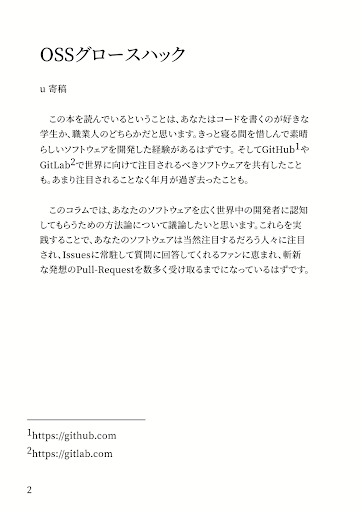 OSSグロースハック
u 寄稿
この本を読んでいるということは、あなたはコードを書くのが好きな
学生か、職業人のどちらかだと思います。きっと寝る間を惜しんで素晴
らしいソフトウェアを開発した経験があるはずです。そしてGitHub1や
GitLab2で世界に向けて注目されるべきソフトウェアを共有したこと
も。あまり注目されることなく年月が過ぎ去ったことも。
このコラムでは、あなたのソフトウェアを広く世界中の開発者に認知
してもらうための方法論について議論したいと思います。これらを実
践することで、あなたのソフトウェアは当然注目するだろう人々に注目
され、Issuesに常駐して質問に回答してくれるファンに恵まれ、斬新
な発想のPull-Requestを数多く受け取るまでになっているはずです。
1https://github.com
2https://gitlab.com
2